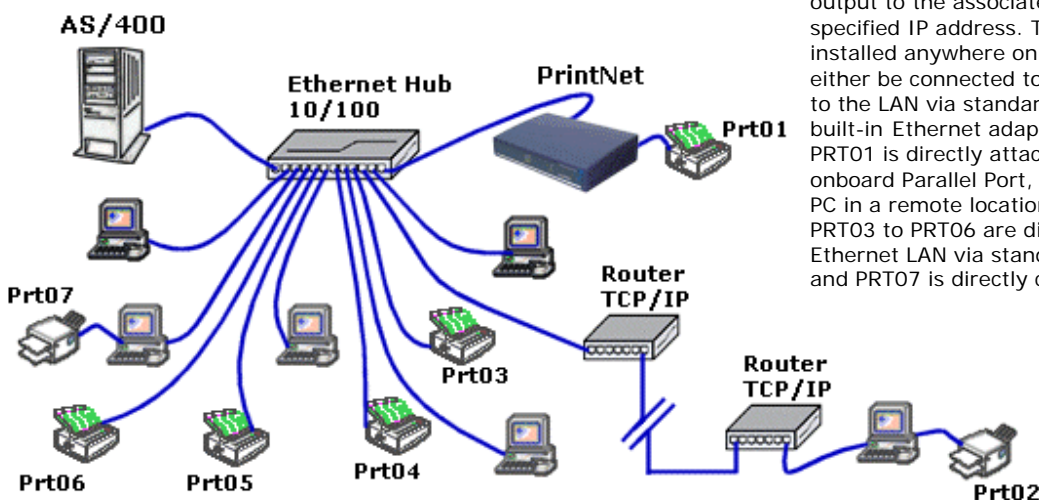 AS/400
Ethernet Hub
10/100
PrintNet
Prt01
output to the
specified IP address. T
installed anywhere on
either be connected to
to the LAN via standar
built-in Ethernet adap
PRT01 is directly attac
onboard Parallel Port,
PC in a remote location
PRT03 to PRT06 are di
Ethernet LAN via stand
and PRT07 is directly
Router
TCP/IP
Prt07
Prt03
Router
TCP/IP
Prt06
Prt05
Prt04
Prt02